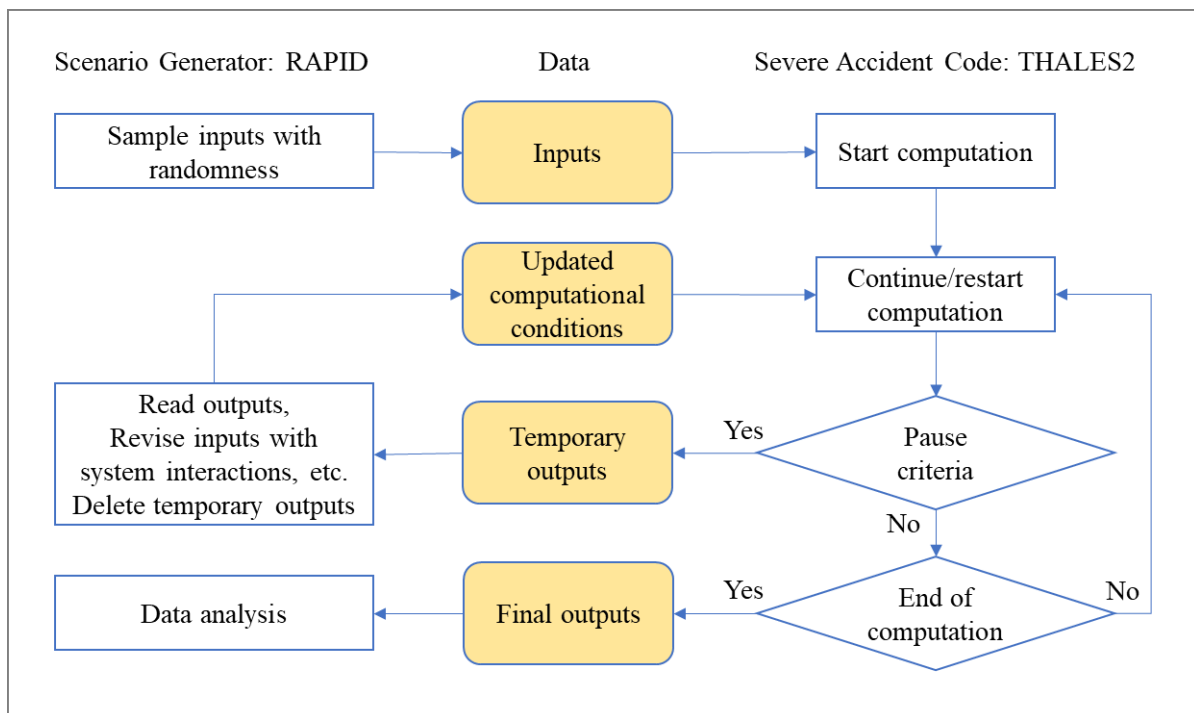 Scenario Generator: RAPID
Data
Severe Accident Code: THALES2
Sample inputs with
randomness
Inputs
Start computation
Updated
computational
conditions
Continue/restart
computation
Read outputs,
Revise inputs with
system interactions, etc.
Delete temporary outputs
Temporary
outputs
Yes
Pause
criteria
No
Data analysis
Final outputs
Yes
End of
computation
No